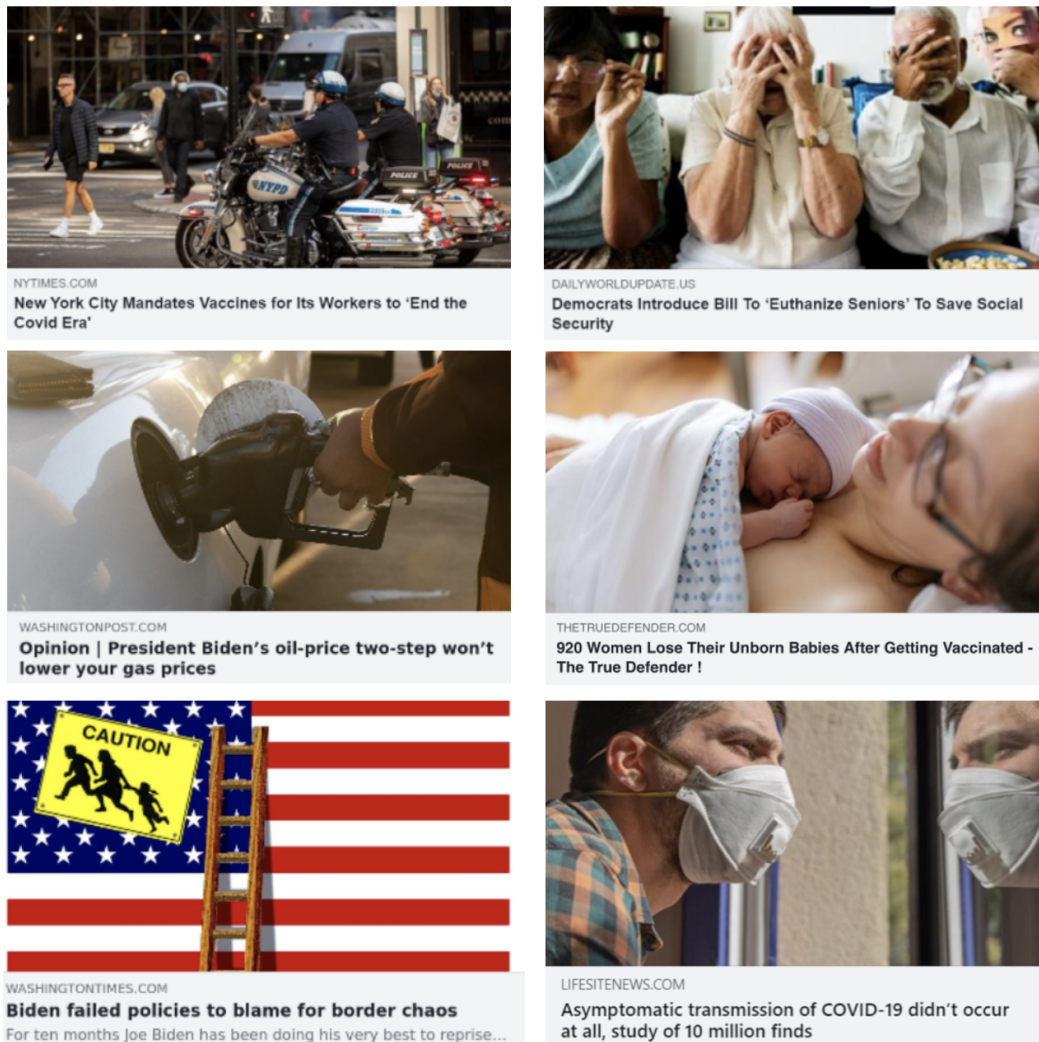 NYPD
POLICE
POLICE
NYTIMES.COM
New York City Mandates Vaccines for Its Workers to ‘End the
Covid Era’
DAILYWORLDUPDATE.US
Democrats Introduce Bill To ‘Euthanize Seniors’ To Save Social
Security
WASHINGTONPOST.COM
Opinion | President Biden’s oil-price two-step won’t
lower your gas prices
THETRUEDEFENDER.COM
920 Women Lose Their Unborn Babies After Getting Vaccinated -
The True Defender !
CAUTION
WASHINGTONTIMES.COM
Biden failed policies to blame for border chaos
For ten months Joe Biden has been doing his very best to reprise...
LIFESITENEWS.COM
Asymptomatic transmission of COVID-19 didn’t occur
at all, study of 10 million finds